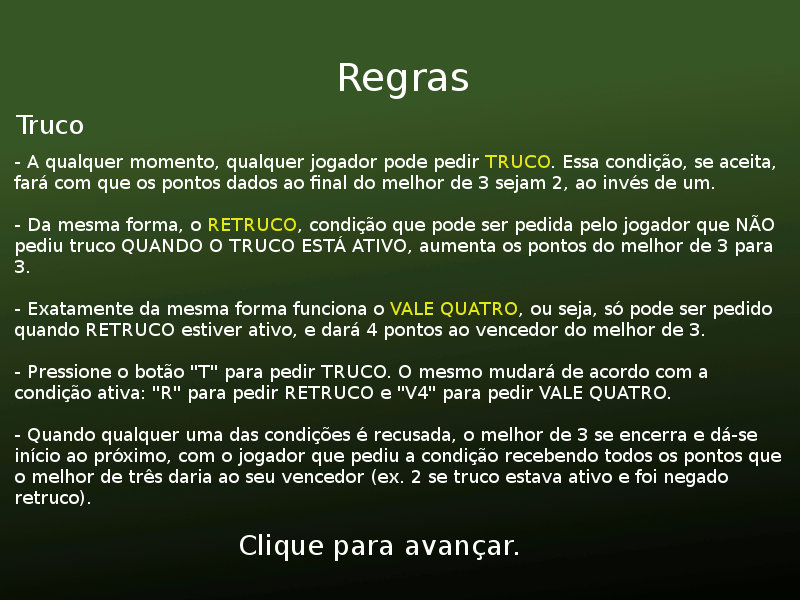 Regras
Truco
- A qualquer momento, qualquer jogador pode pedir TRUCO. Essa condição, se aceita,
fará com que os pontos dados ao final do melhor de 3 sejam 2, ao invés de um.
- Da mesma forma, o RETRUCO, condição que pode ser pedida pelo jogador que NÃO
pediu truco QUANDO O TRUCO ESTÁ ATIVO, aumenta os pontos do melhor de 3 para
3.
- Exatamente da mesma forma funciona o VALE QUATRO, ou seja, só pode ser pedido
quando RETRUCO estiver ativo, e dará 4 pontos ao vencedor do melhor de 3.
- Pressione o botão "T" para pedir TRUCO. O mesmo mudará de acordo com a
condição ativa: "R" para pedir RETRUCO e "V4" para pedir VALE QUATRO.
- Quando qualquer uma das condições é recusada, o melhor de 3 se encerra e dá-se
início ao próximo, com o jogador que pediu a condição recebendo todos os pontos que
o melhor de três daria ao seu vencedor (ex. 2 se truco estava ativo e foi negado
retruco).
Clique para avançar.